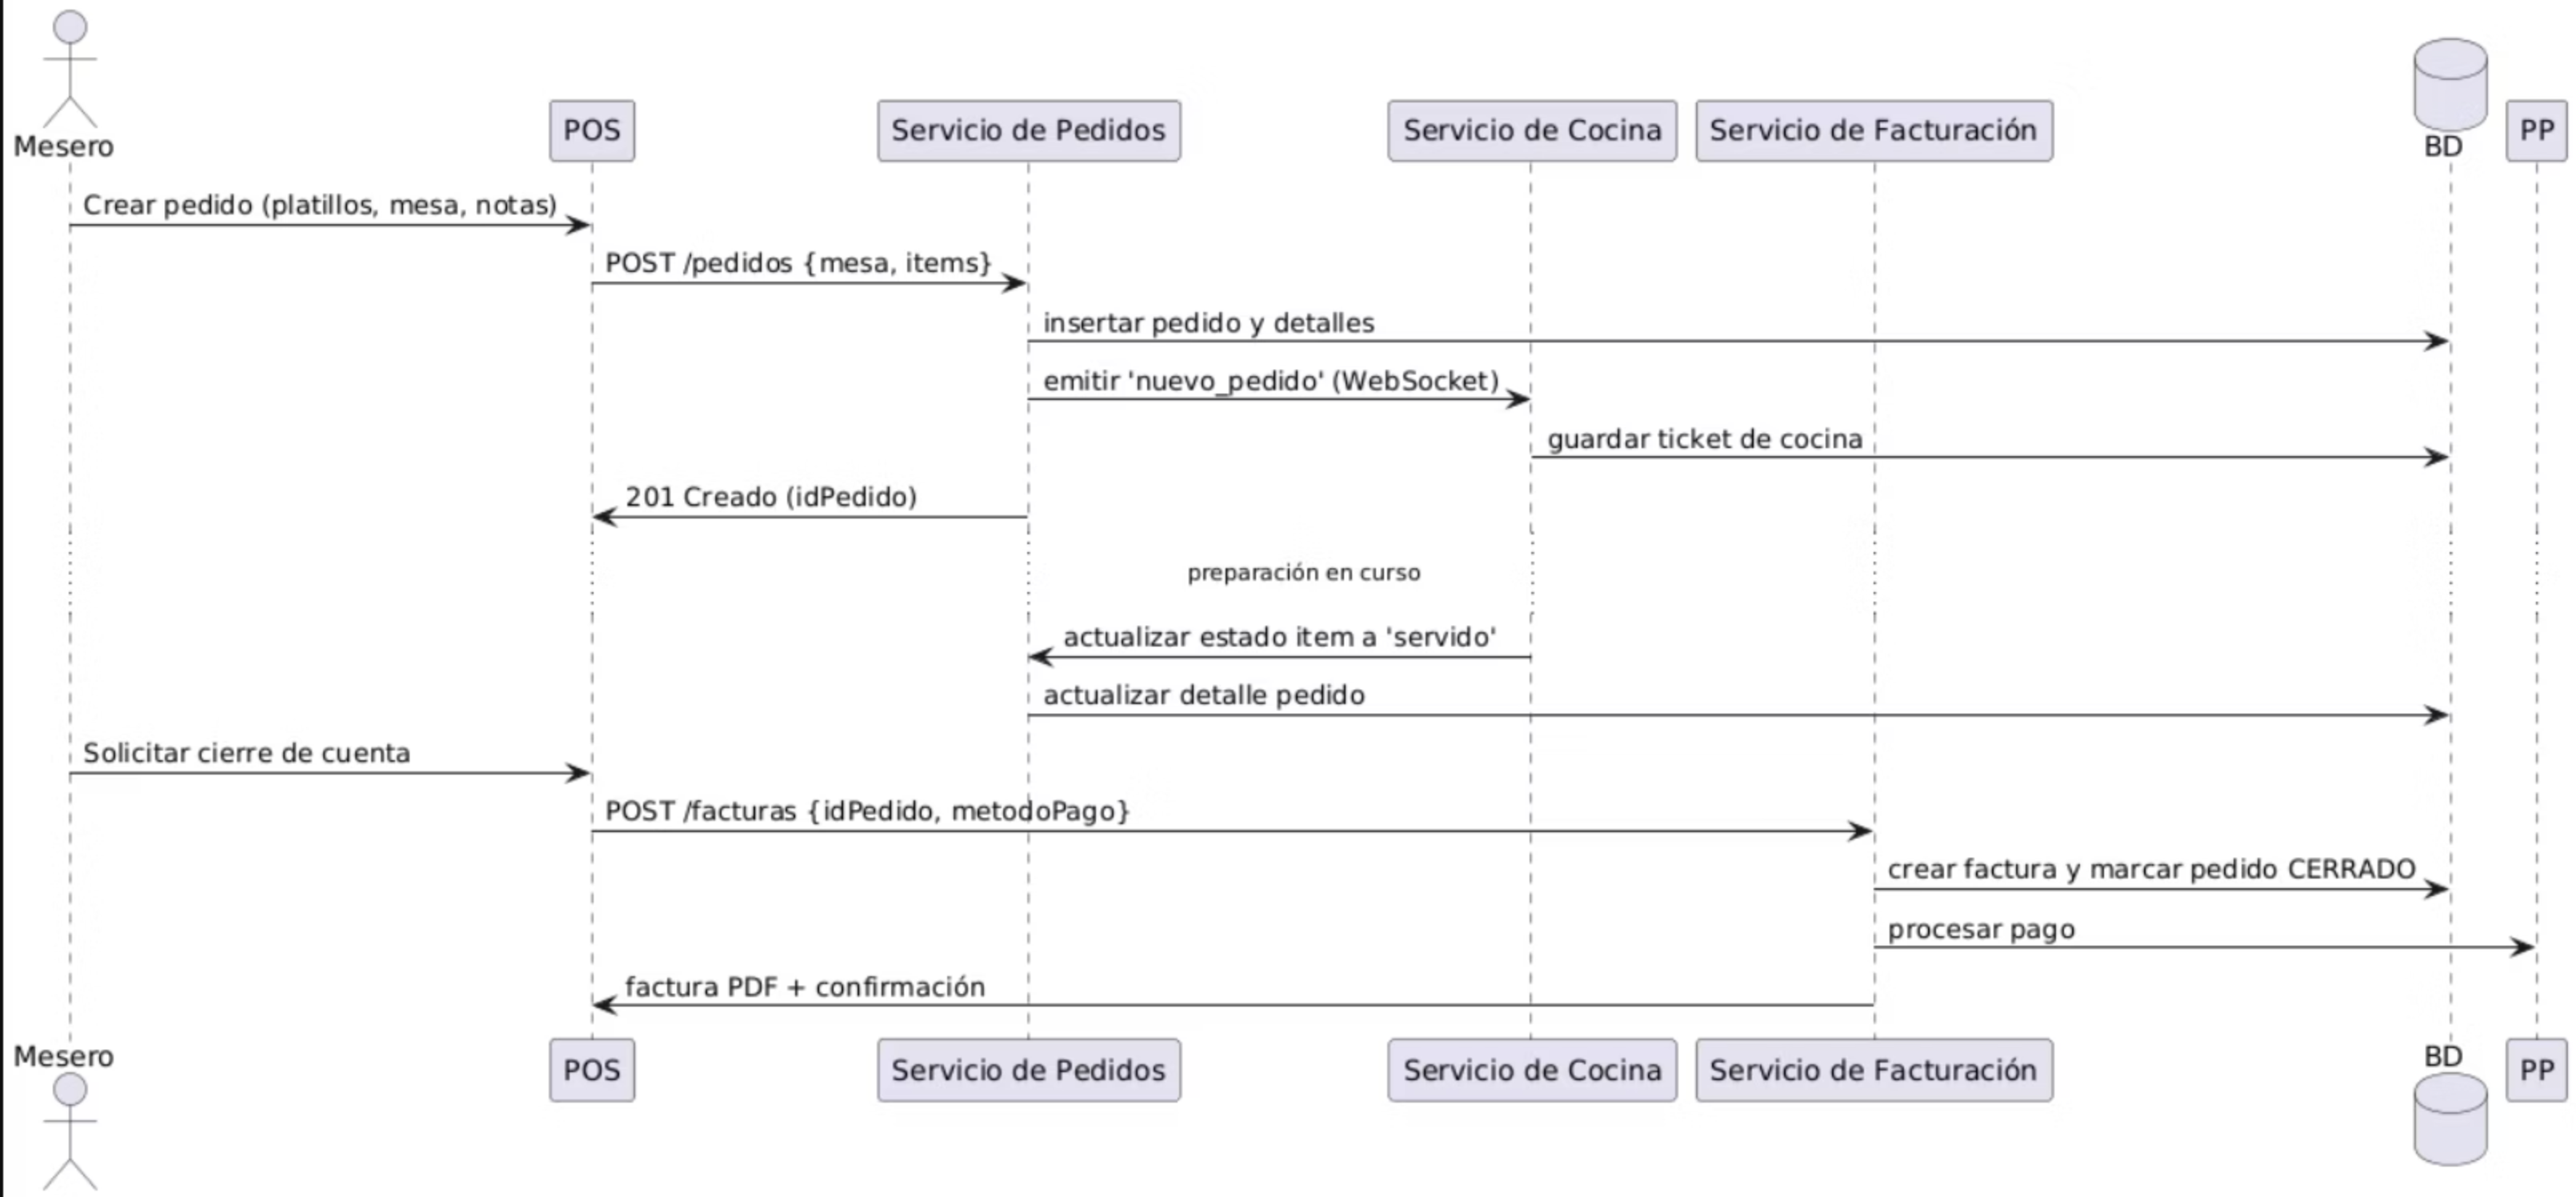 Mesero
POS
Servicio de Pedidos
Servicio de Cocina
Servicio de Facturación
BD
PP
Crear pedido (platillos, mesa, notas)
POST /pedidos {mesa, items}
insertar pedido y detalles
emitir 'nuevo_pedido' (WebSocket)
guardar ticket de cocina
201 Creado (idPedido)
preparación en curso
actualizar estado item a 'servido'
actualizar detalle pedido
Solicitar cierre de cuenta
POST /facturas {idPedido, metodoPago}
crear factura y marcar pedido CERRADO
procesar pago
factura PDF + confirmación
Mesero
POS
Servicio de Pedidos
Servicio de Cocina
Servicio de Facturación
BD
PP